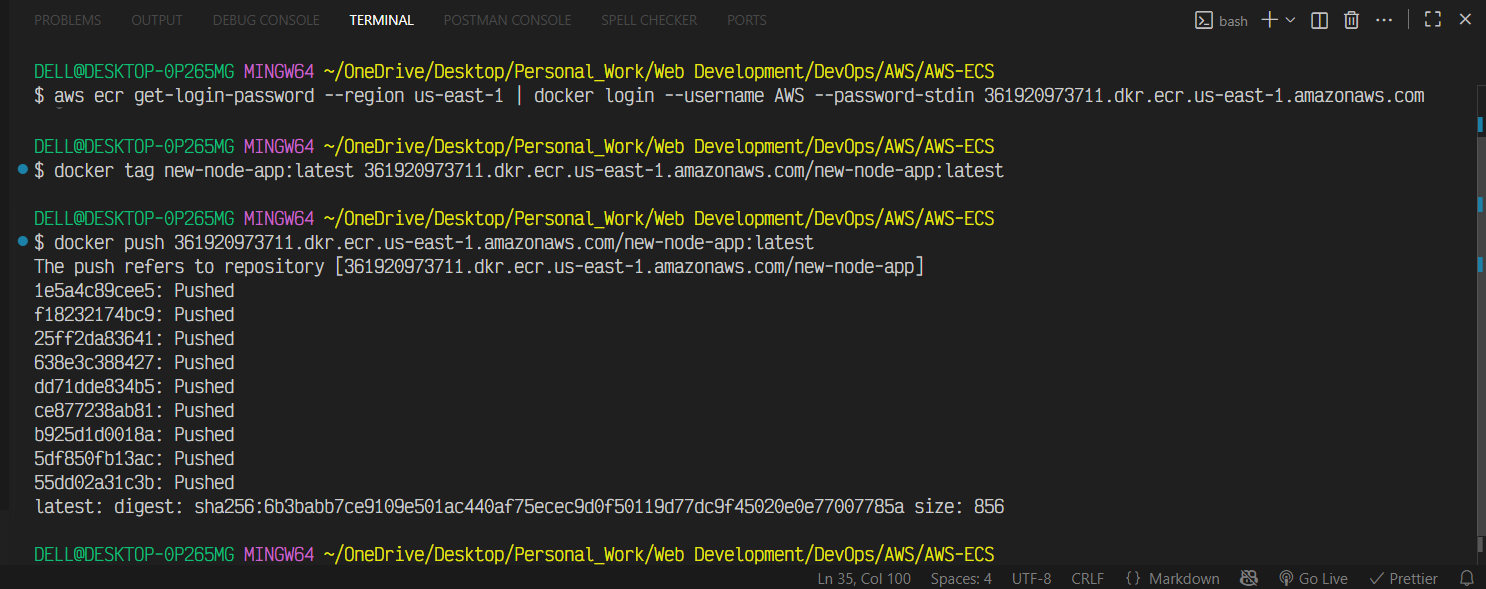 PROBLEMS OUTPUT DEBUG CONSOLE TERMINAL POSTMAN CONSOLE SPELL CHECKER PORTS bash
DELL@DESKTOP-0P265MG MINGW64 ~/OneDrive/Desktop/Personal_Work/Web Development/DevOps/AWS/AWS-ECS
$ aws ecr get-login-password --region us-east-1 | docker login --username AWS --password-stdin 361920973711.dkr.ecr.us-east-1.amazonaws.com
DELL@DESKTOP-0P265MG MINGW64 ~/OneDrive/Desktop/Personal_Work/Web Development/DevOps/AWS/AWS-ECS
$ docker tag new-node-app:latest 361920973711.dkr.ecr.us-east-1.amazonaws.com/new-node-app:latest
DELL@DESKTOP-0P265MG MINGW64 ~/OneDrive/Desktop/Personal_Work/Web Development/DevOps/AWS/AWS-ECS
$ docker push 361920973711.dkr.ecr.us-east-1.amazonaws.com/new-node-app:latest
The push refers to repository [361920973711.dkr.ecr.us-east-1.amazonaws.com/new-node-app]
1e5a4c89cee5: Pushed
f18232174bc9: Pushed
25ff2da83641: Pushed
638e3c388427: Pushed
dd71dde834b5: Pushed
ce877238ab81: Pushed
b925d1d0018a: Pushed
5df850fb13ac: Pushed
55dd02a31c3b: Pushed
latest: digest: sha256:6b3babb7ce9109e501ac440af75ecec9d0f50119d77dc9f45020e0e77007785a size: 856
DELL@DESKTOP-0P265MG MINGW64 ~/OneDrive/Desktop/Personal_Work/Web Development/DevOps/AWS/AWS-ECS
Ln 35, Col 100 Spaces: 4 UTF-8 CRLF {} Markdown Go Live Prettier